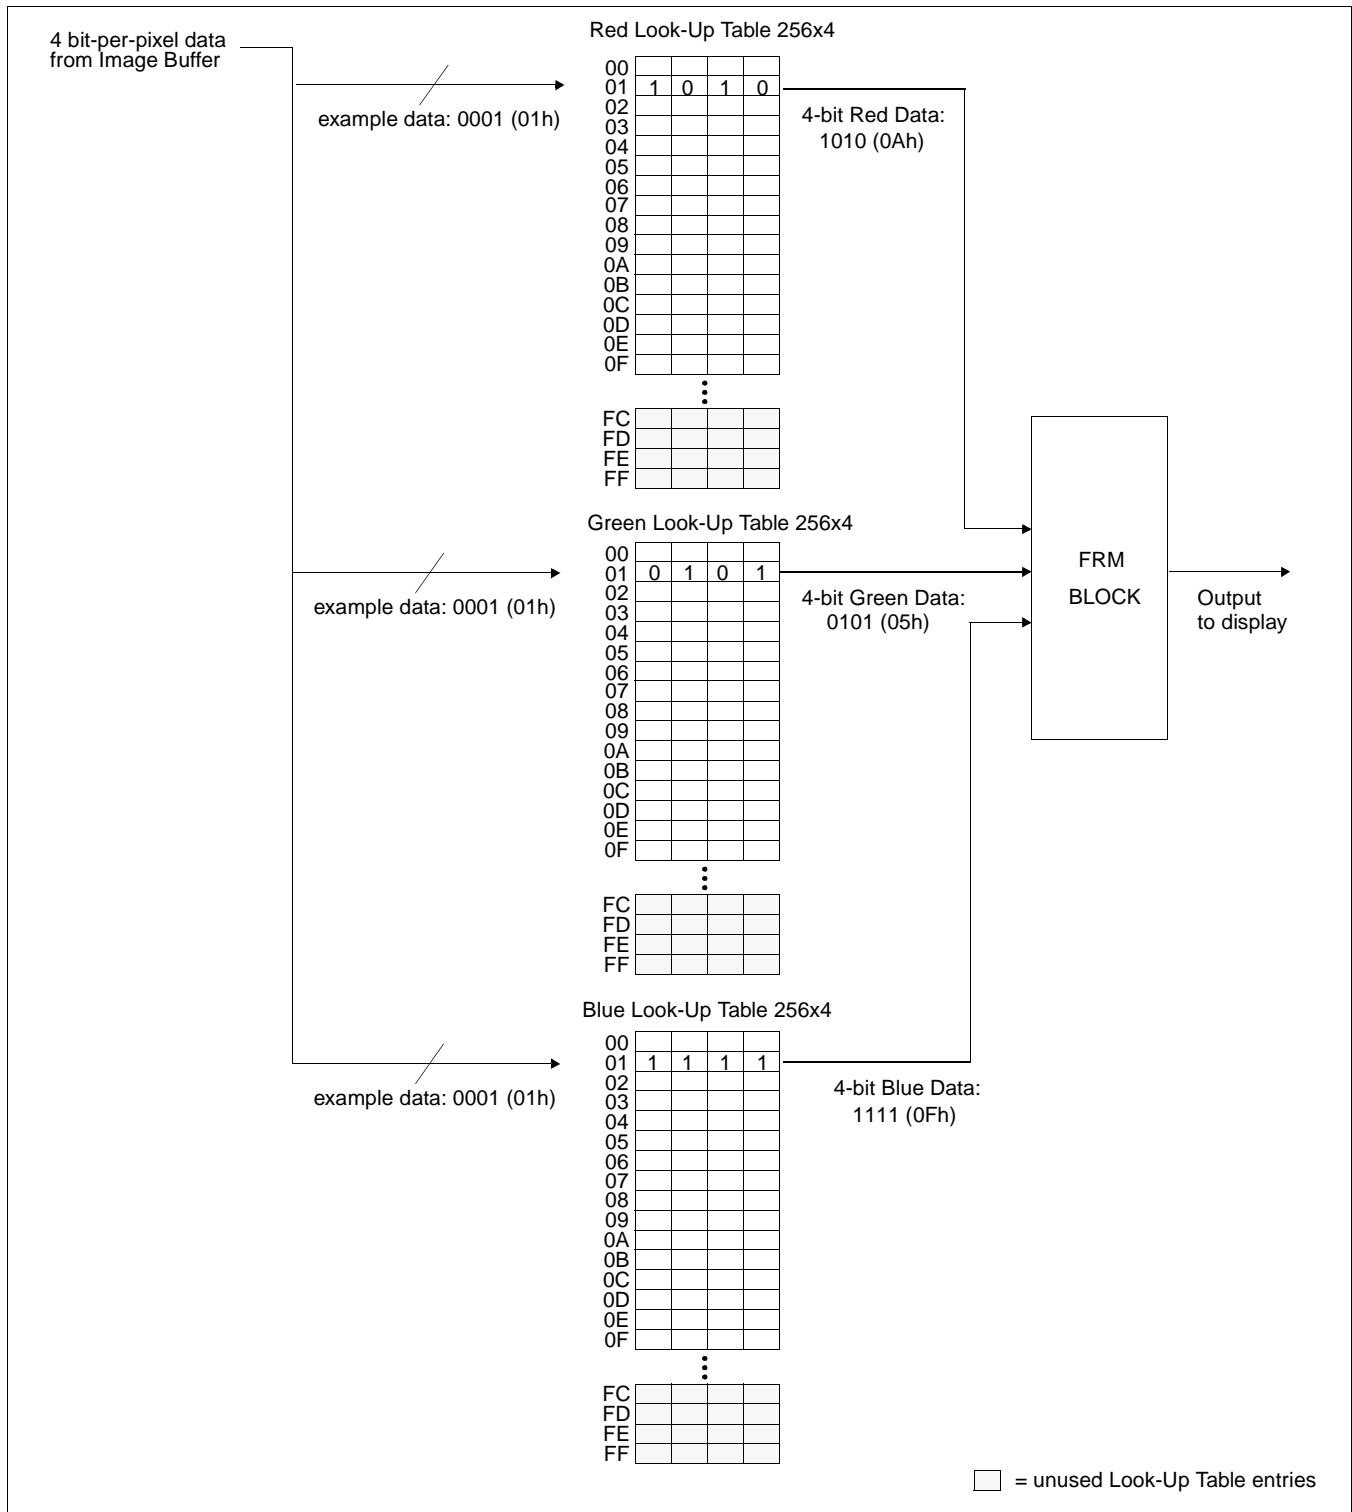 4 bit-per-pixel data
from Image Buffer
Red Look-Up Table 256x4
00
01 1 0 1 0
02
03
04
05
06
07
08
09
0A
0B
0C
0D
0E
0F
FC
FD
FE
FF
example data: 0001 (01h)
4-bit Red Data:
1010 (0Ah)
Green Look-Up Table 256x4
00
01 0 1 0 1
02
03
04
05
06
07
08
09
0A
0B
0C
0D
0E
0F
FC
FD
FE
FF
example data: 0001 (01h)
4-bit Green Data:
0101 (05h)
FRM
BLOCK
Output
to display
Blue Look-Up Table 256x4
00
01 1 1 1 1
02
03
04
05
06
07
08
09
0A
0B
0C
0D
0E
0F
FC
FD
FE
FF
example data: 0001 (01h)
4-bit Blue Data:
1111 (0Fh)
= unused Look-Up Table entries